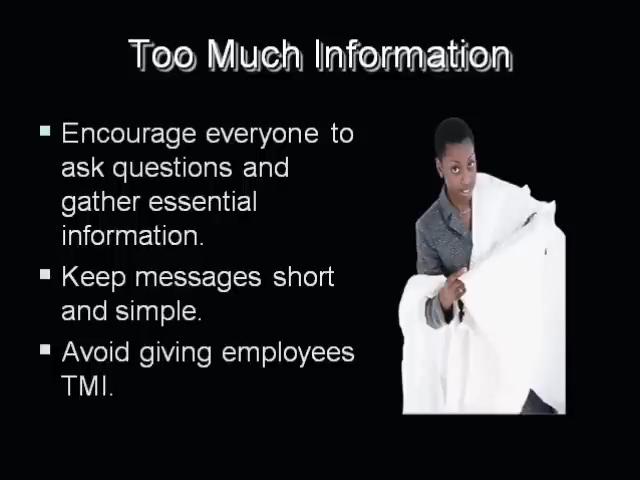 Too Much Information
Encourage everyone to
ask questions and
gather essential
information.
Keep messages short
and simple.
Avoid giving employees
TMI.